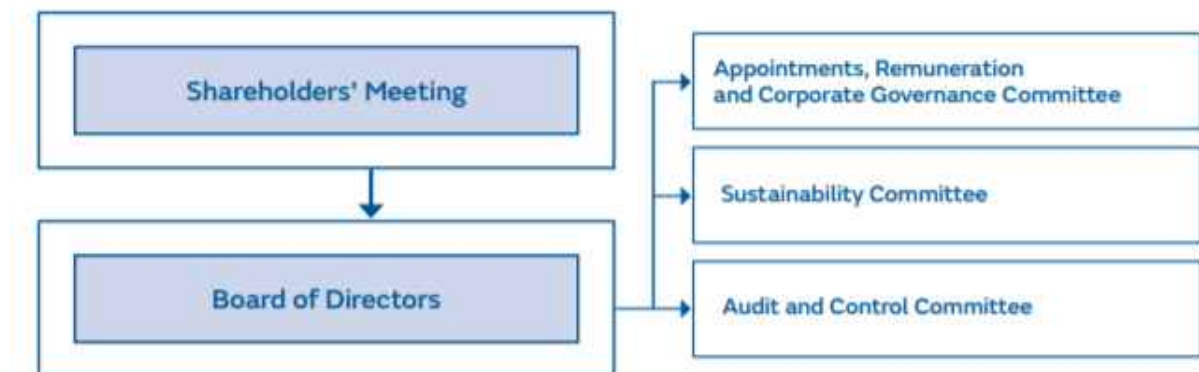 Shareholders' Meeting
Appointments, Remuneration
and Corporate Governance Committee
Sustainability Committee
Board of Directors
Audit and Control Committee